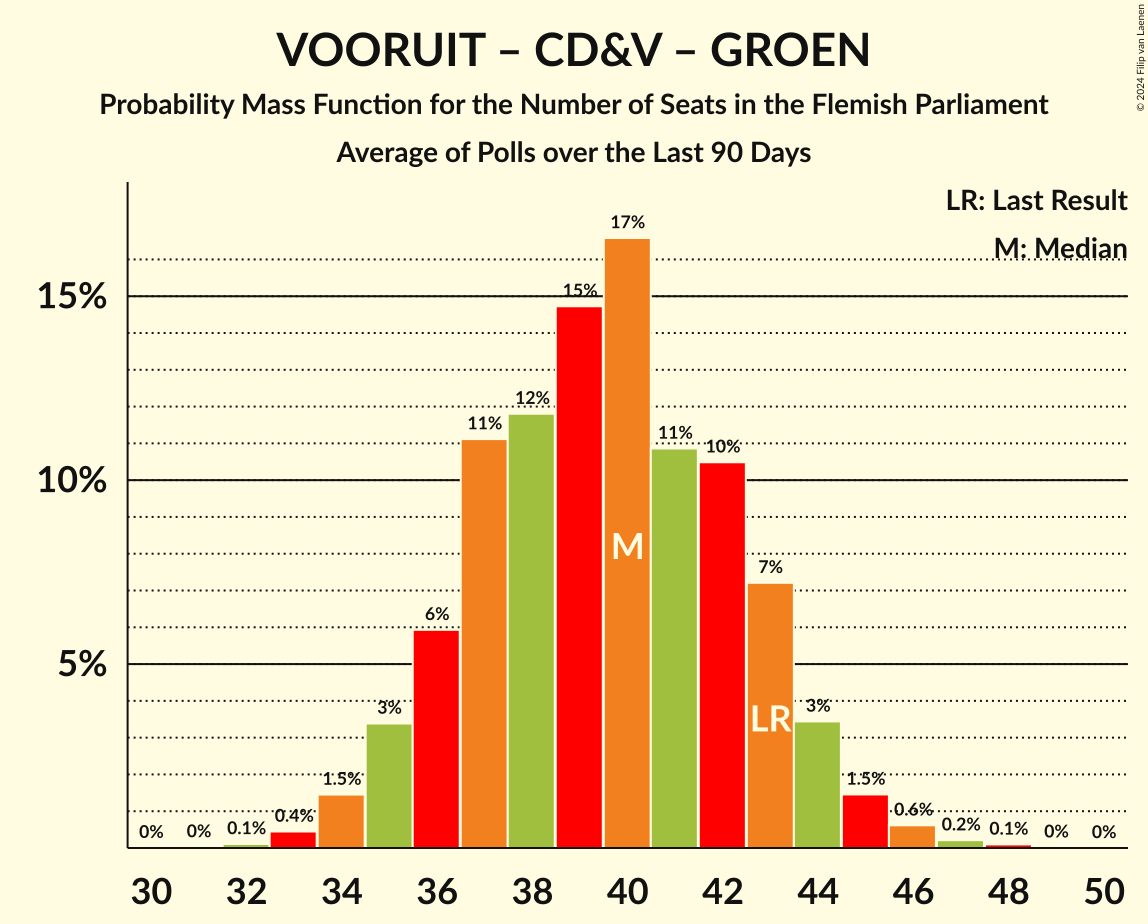 VOORUIT – CD&V – GROEN
Probability Mass Function for the Number of Seats in the Flemish Parliament
Average of Polls over the Last 90 Days
© 2024 Filip van Laenen
LR: Last Result
M: Median
15%
10%
5%
0%
0%
0.1%
0.4%
1.5%
3%
6%
11%
12%
15%
17%
11%
10%
7%
3%
1.5%
0.6%
0.2%
0.1%
0%
0%
M
LR
30 32 34 36 38 40 42 44 46 48 50